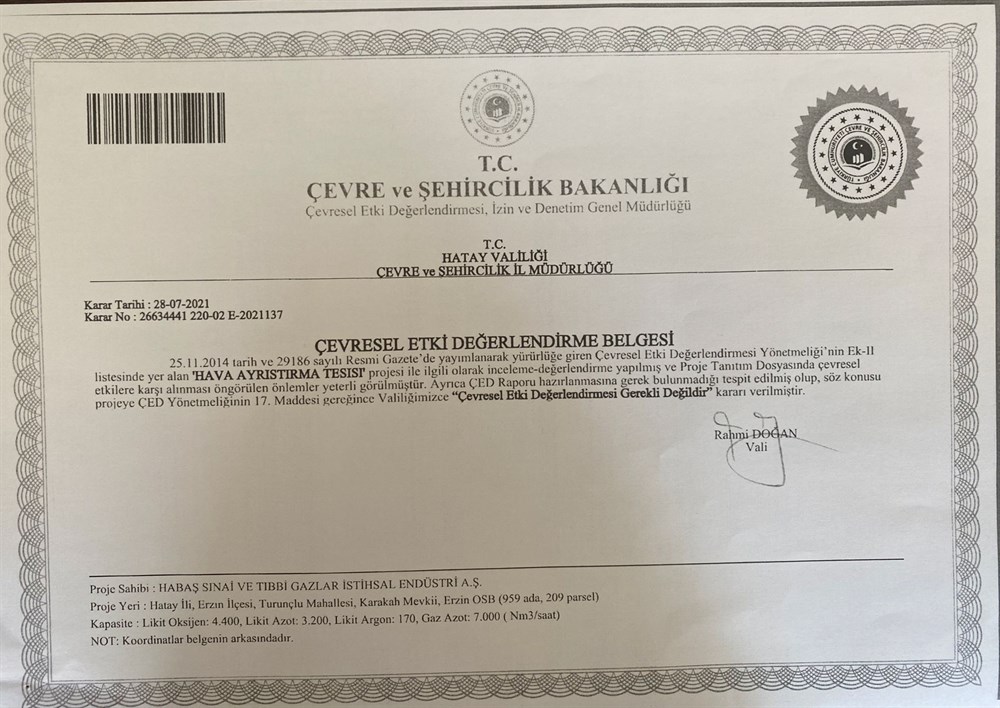 T.C.
ÇEVRE ve ŞEHİRCİLİK BAKANLIĞI
Çevresel Etki Değerlendirmesi, İzin ve Denetim Genel Müdürlüğü
T.C.
HATAY VALİLİĞİ
ÇEVRE ve ŞEHİRCİLİK İL MÜDÜRLÜĞÜ
Karar Tarihi : 28-07-2021
Karar No : 26634441 220-02 E-2021137
ÇEVRESEL ETKİ DEĞERLENDİRME BELGESİ
25.11.2014 tarih ve 29186 sayılı Resmi Gazete'de yayımlanarak yürürlüğe giren Çevresel Etki Değerlendirmesi Yönetmeliği'nin Ek-II
listesinde yer alan 'HAVA AYRIŞTIRMA TESISI' projesi ile ilgili olarak inceleme-değerlendirme yapılmış ve Proje Tanıtım Dosyasında çevresel
etkilere karşı alınması öngörülen önlemler yeterli görülmüştür. Ayrıca ÇED Raporu hazırlanmasına gerek bulunmadığı tespit edilmiş olup, söz konusu
projeye ÇED Yönetmeliğinin 17. Maddesi gereğince Valiliğimizce “Çevresel Etki Değerlendirmesi Gerekli Değildir” kararı verilmiştir.
Rahmi DOĞAN
Vali
Proje Sahibi : HABAŞ SINAİ VE TIBBİ GAZLAR İSTİHSAL ENDÜSTRİ A.Ş.
Proje Yeri : Hatay İli, Erzın İlçesi, Turunçlu Mahallesi, Karakah Mevkii, Erzin OSB (959 ada, 209 parsel)
Kapasite : Likit Oksijen: 4.400, Likit Azot: 3.200, Likit Argon: 170, Gaz Azot: 7.000 ( Nm3/saat)
NOT: Koordinatlar belgenin arkasındadır.